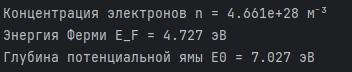 Концентрация электронов n = 4.661e+28 м⁻³
Энергия Ферми E_F = 4.727 эВ
Глубина потенциальной ямы E0 = 7.027 эВ